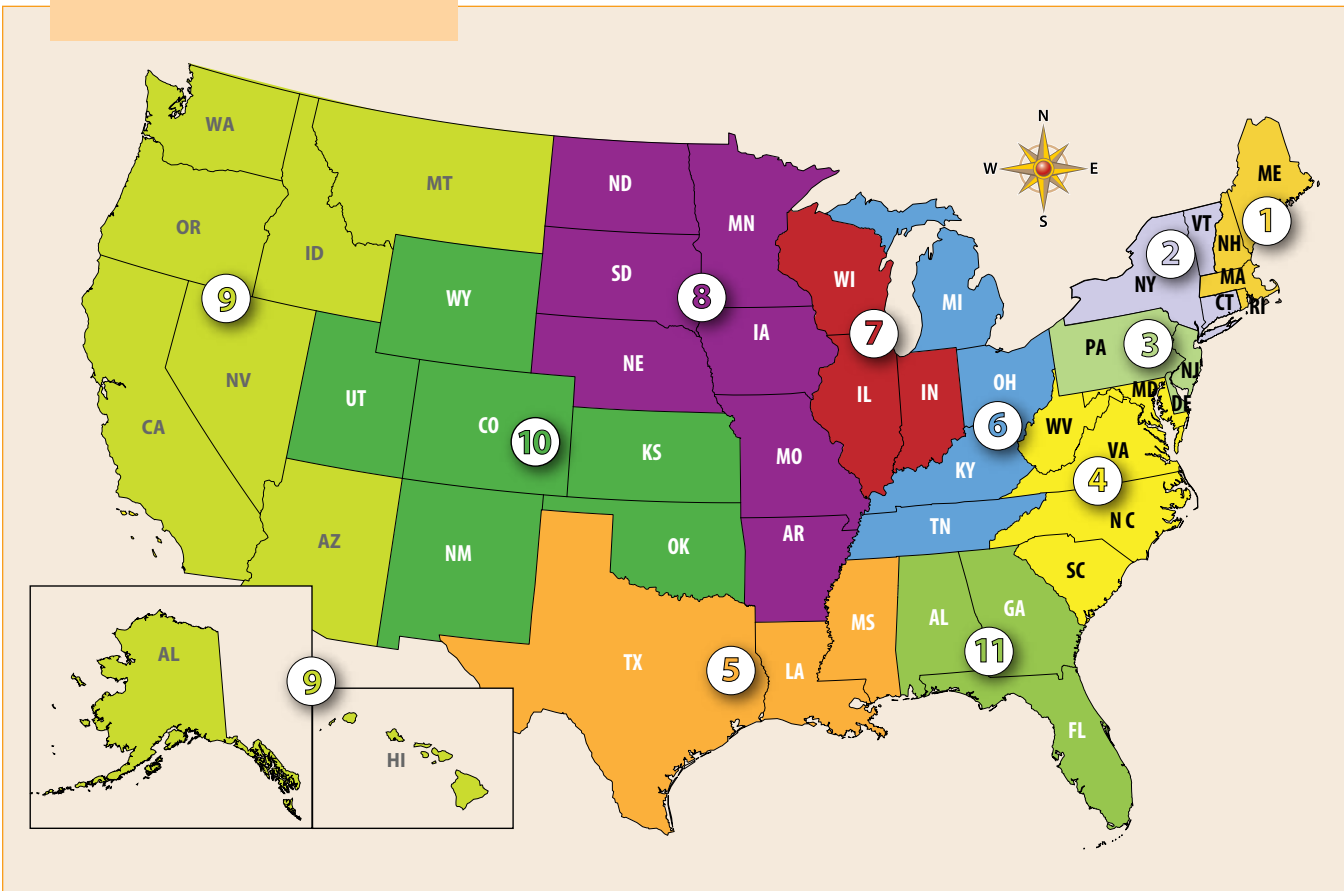 N
W
E
S
WA
OR
ID
MT
9
NV
CA
AZ
WY
UT
CO
10
KS
NM
OK
ND
SD
MN
8
NE
IA
MO
AR
WI
7
IL
IN
MI
OH
6
KY
TN
ME
1
VT
2
NH
NY
MA
CT
RI
PA
3
NJ
MD
DE
WV
VA
4
N C
SC
TX
5
LA
MS
AL
GA
11
FL
AL
9
HI